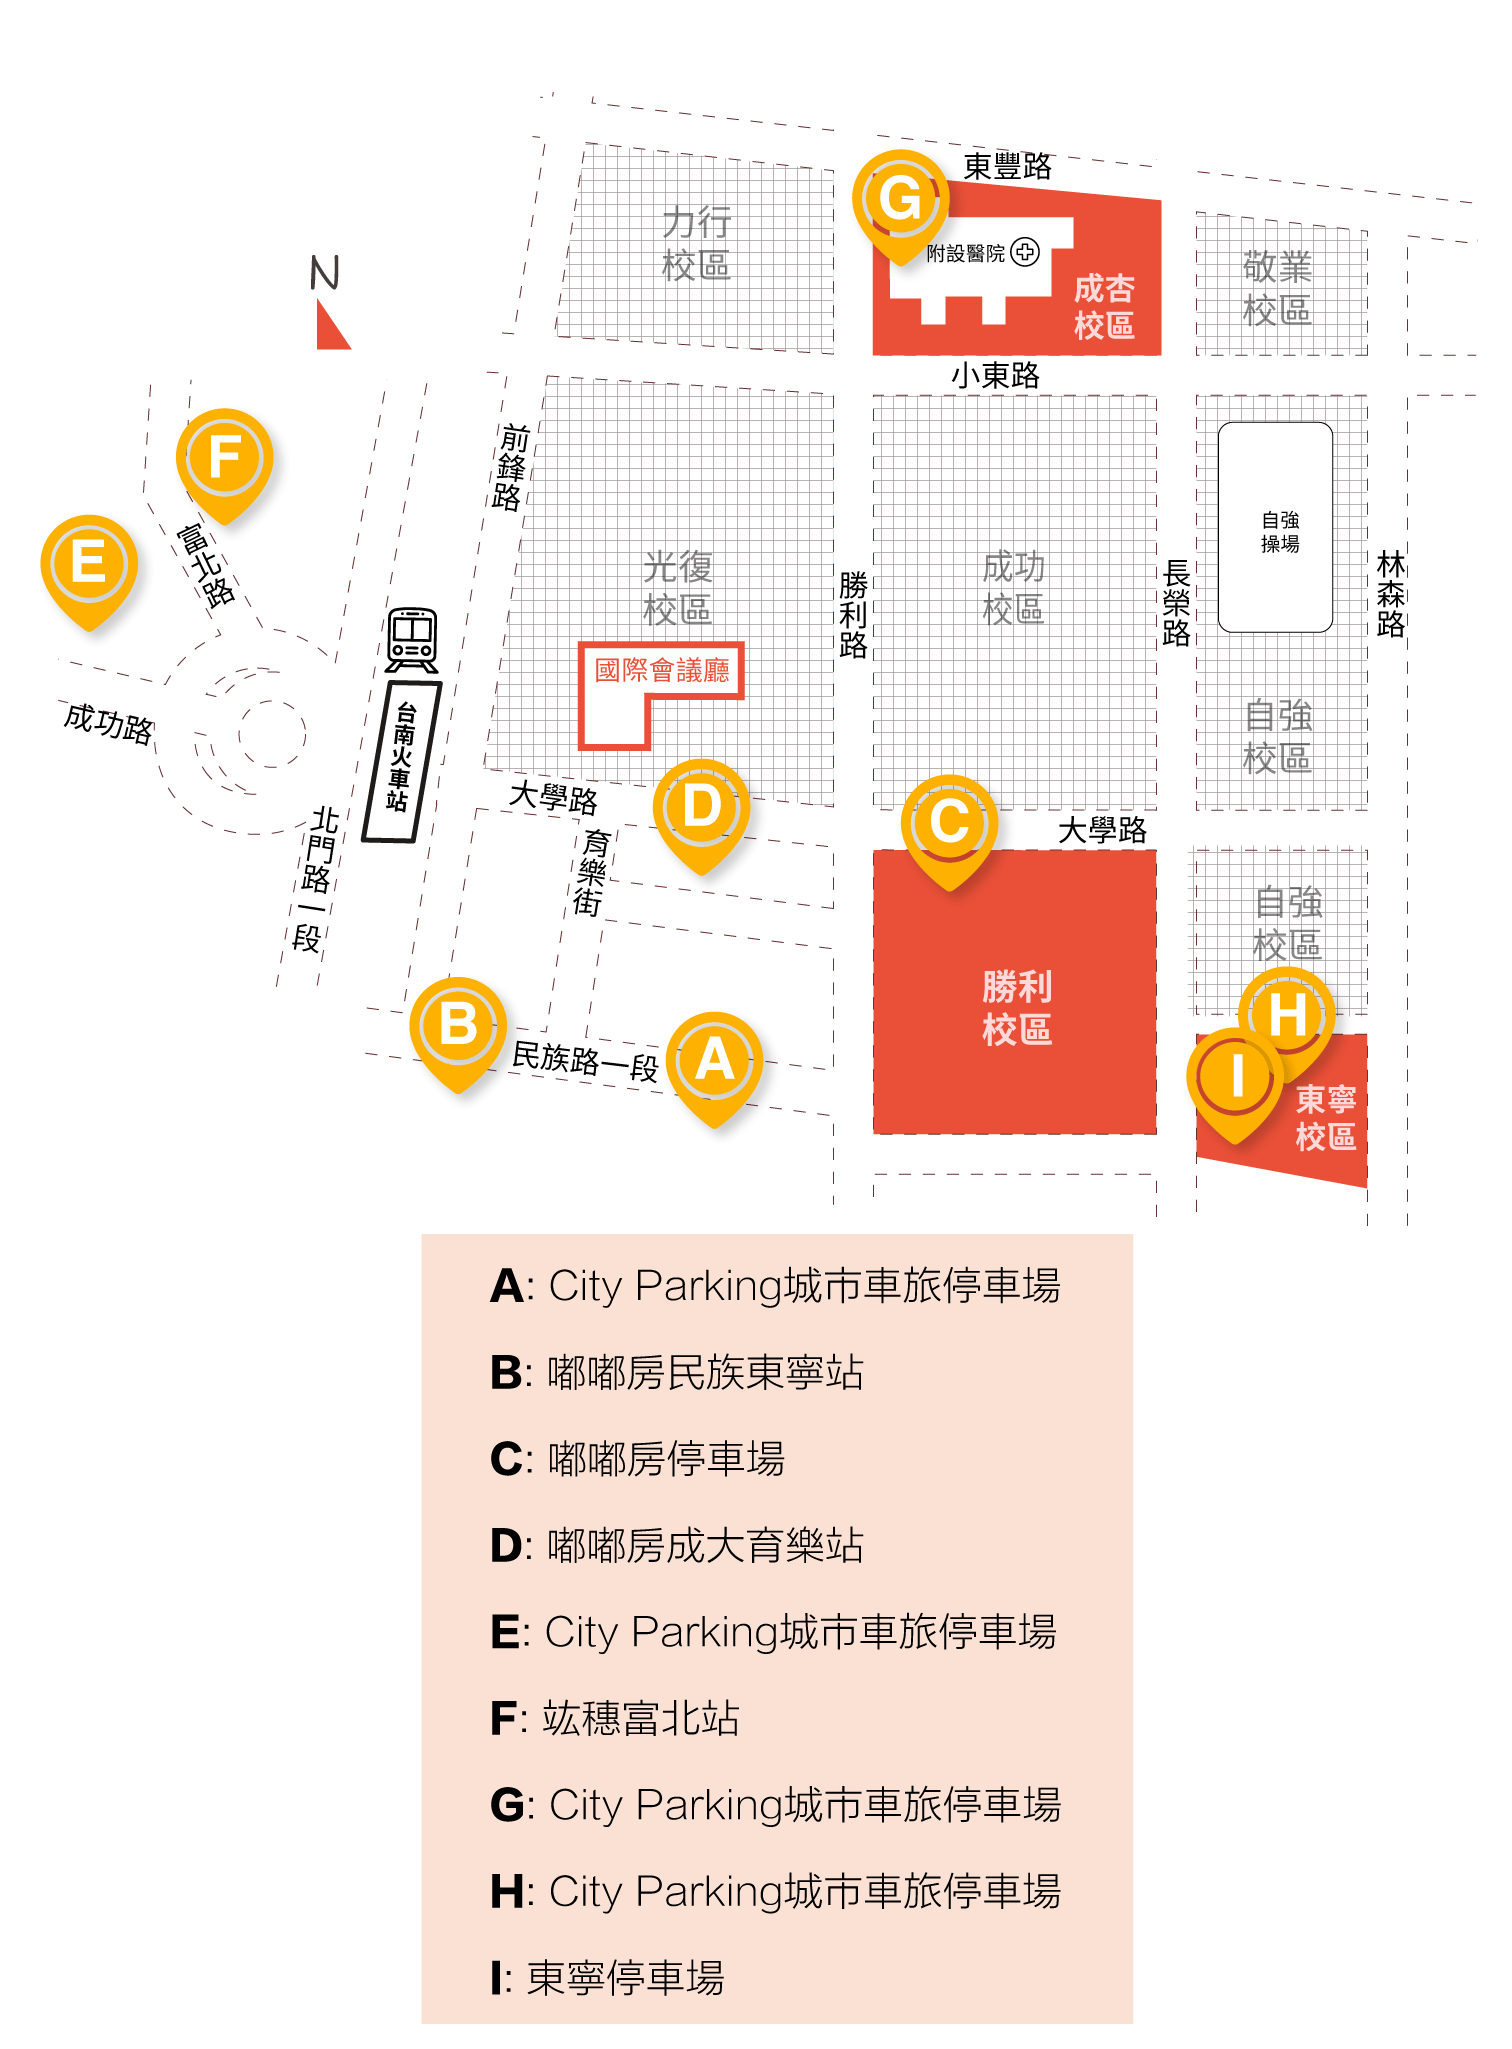 東豐路
G
力行
校區
附設醫院
成杏
校區
敬業
校區
N
小東路
F
前鋒路
E
富北路
自強
操場
光復
校區
成功
校區
勝利路
長榮路
林森路
國際會議廳
成功路
台南火車站
自強
校區
大學路
D
C
大學路
北門路一段
育樂街
自強
校區
勝利
校區
B
民族路一段
A
H
I
東寧
校區
A: City Parking城市車旅停車場
B: 嘟嘟房民族東寧站
C: 嘟嘟房停車場
D: 嘟嘟房成大育樂站
E: City Parking城市車旅停車場
F: 竑穗富北站
G: City Parking城市車旅停車場
H: City Parking城市車旅停車場
I: 東寧停車場